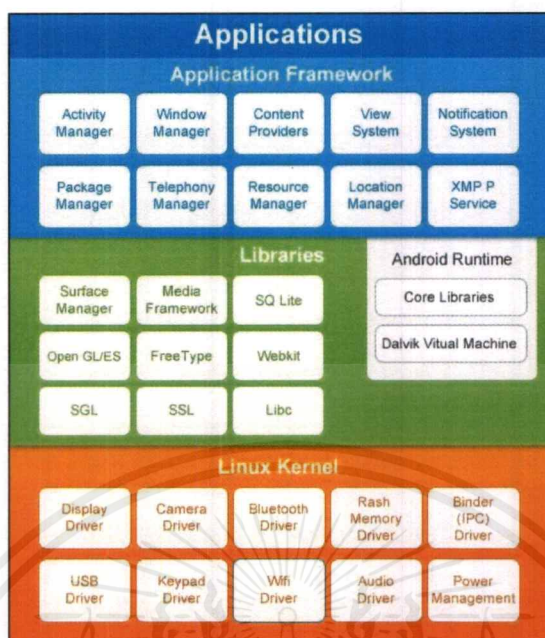 Applications
Application Framework
Activity Manager
Window Manager
Content Providers
View System
Notification System
Package Manager
Telephony Manager
Resource Manager
Location Manager
XMP P Service
Libraries
Android Runtime
Surface Manager
Media Framework
SQ Lite
Core Libraries
Open GL/ES
FreeType
Webkit
Dalvik Vitual Machine
SGL
SSL
Libc
Linux Kernel
Display Driver
Camera Driver
Bluetooth Driver
Rash Memory Driver
Binder (IPC) Driver
USB Driver
Keypad Driver
Wifi Driver
Audio Driver
Power Management